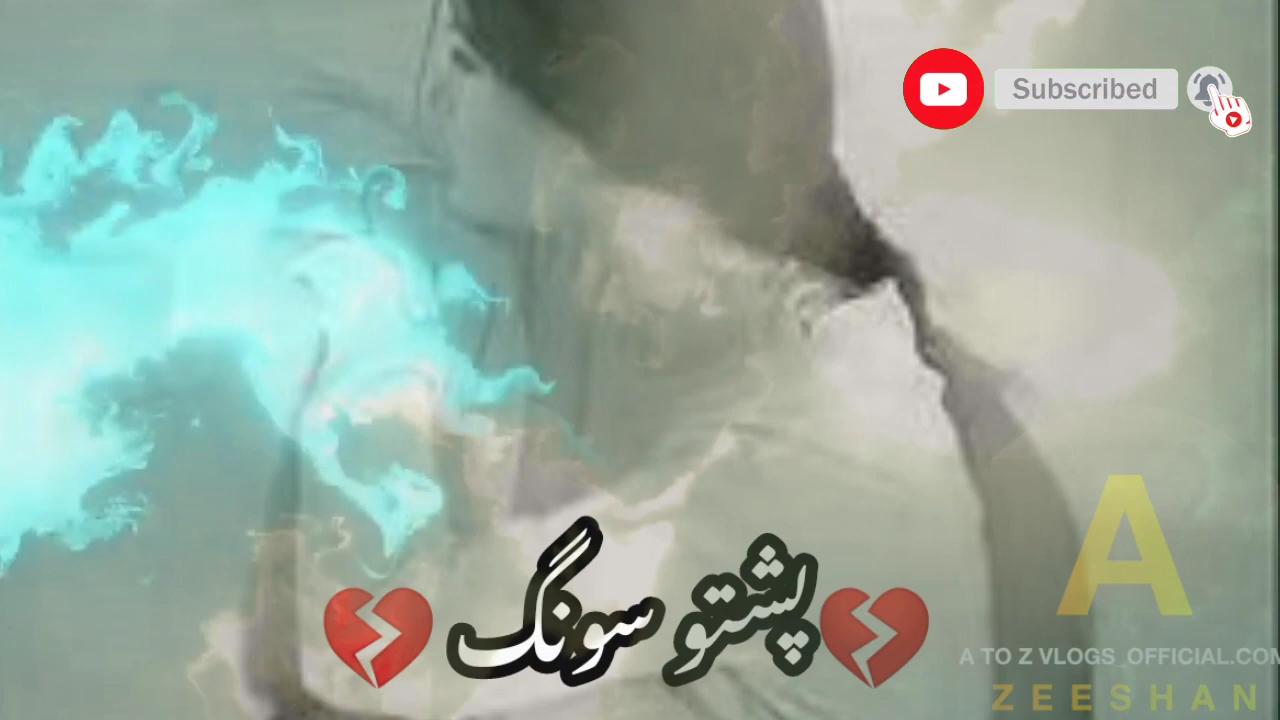 Subscribed
پشتو سونگ
A
A TO Z VLOGS_OFFICIAL.COM
ZEESHAN